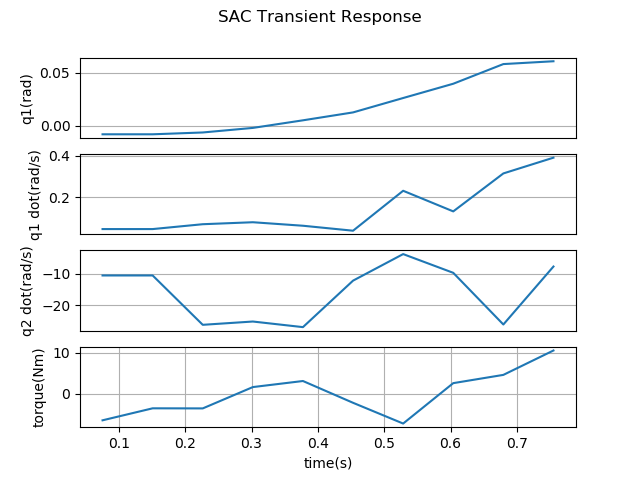 SAC Transient Response
0.05
0.00
q1(rad)
0.4
0.2
q1 dot(rad/s)
−10
−20
q2 dot(rad/s)
10
0
torque(Nm)
0.1 0.2 0.3 0.4 0.5 0.6 0.7
time(s)